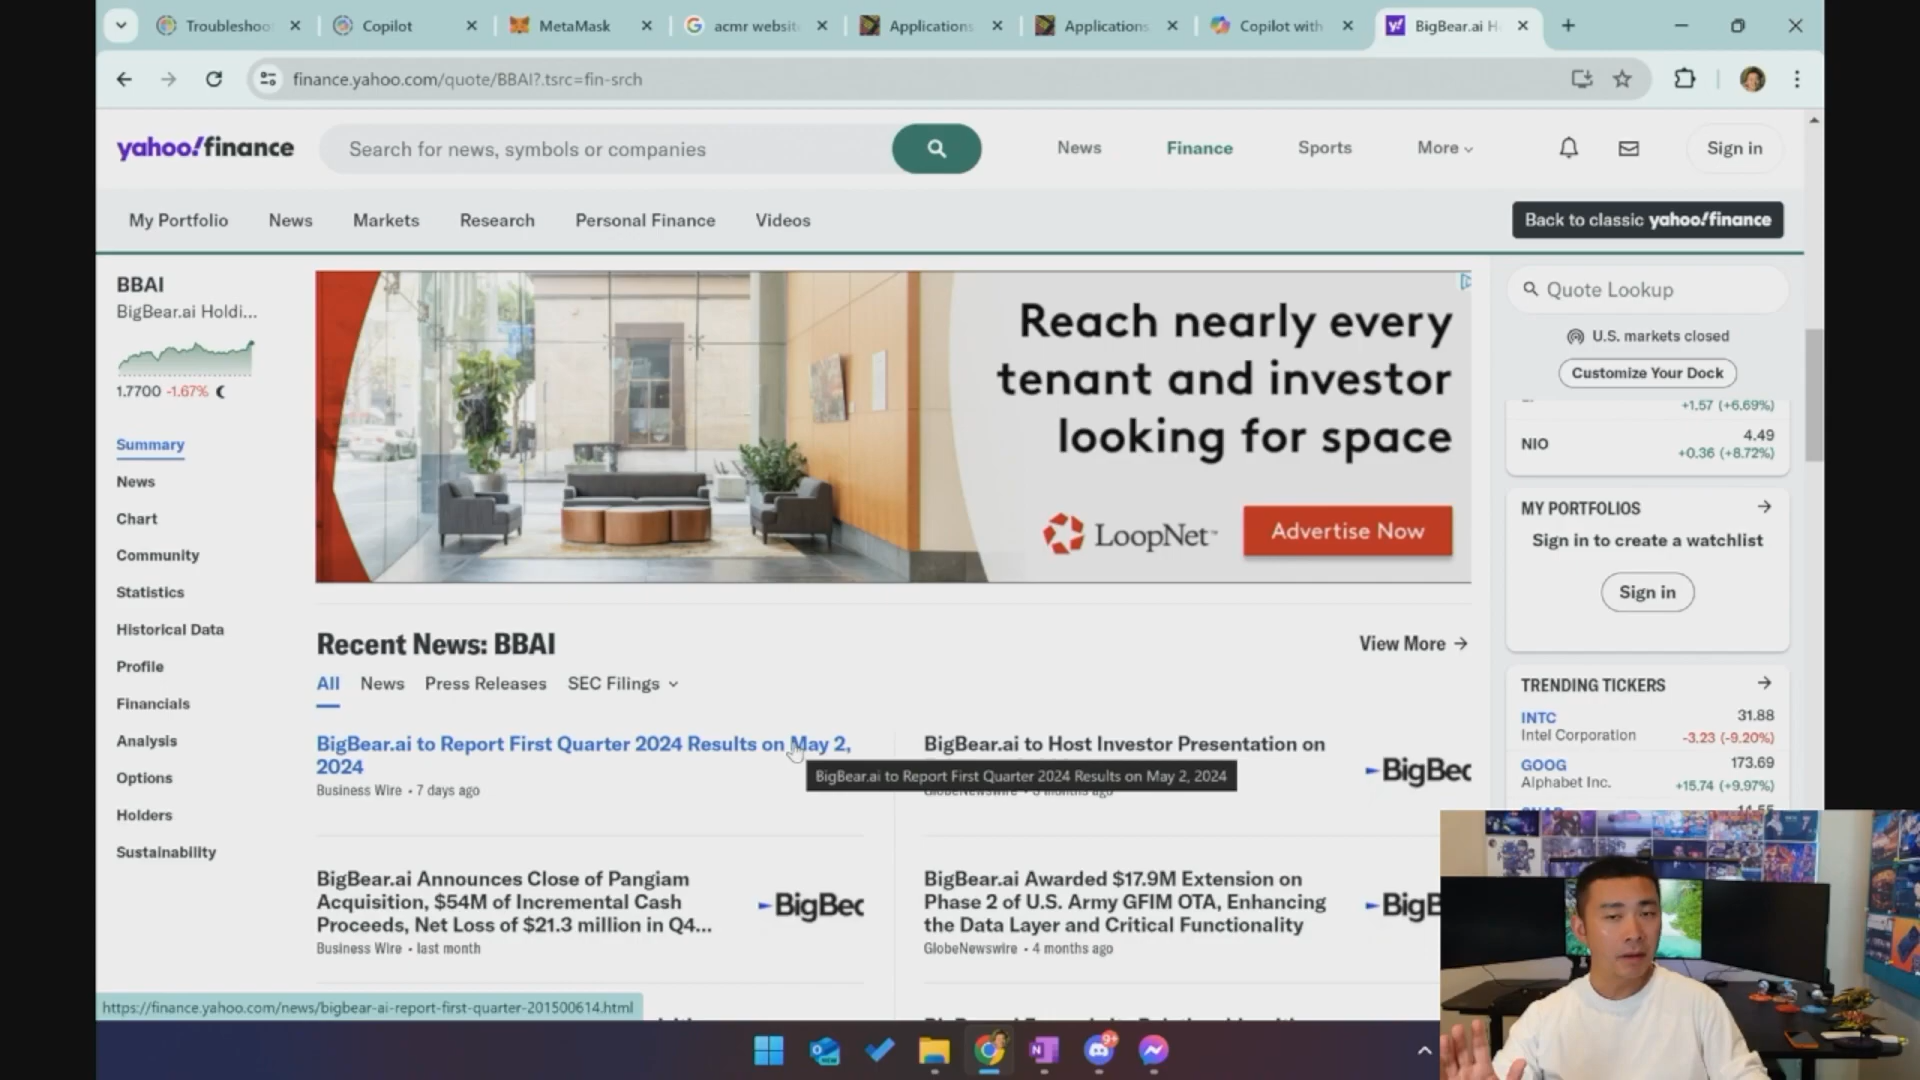 Troubleshoo
Copilot
MetaMask
acmr websit
Applications
Applications
Copilot with
BigBear.ai H
finance.yahoo.com/quote/BBAI?.tsrc=fin-srch
yahoo!finance
Search for news, symbols or companies
News
Finance
Sports
More
Sign in
My Portfolio
News
Markets
Research
Personal Finance
Videos
Back to classic yahoo!finance
BBAI
BigBear.ai Holdi...
1.7700 -1.67%
Summary
News
Chart
Community
Statistics
Historical Data
Profile
Financials
Analysis
Options
Holders
Sustainability
Reach nearly every
tenant and investor
looking for space
LoopNet™
Advertise Now
Recent News: BBAI
View More
All
News
Press Releases
SEC Filings
BigBear.ai to Report First Quarter 2024 Results on May 2,
2024
Business Wire • 7 days ago
BigBear.ai to Host Investor Presentation on
BigBear.ai to Report First Quarter 2024 Results on May 2, 2024
BigBea
BigBear.ai Announces Close of Pangiam
Acquisition, $54M of Incremental Cash
Proceeds, Net Loss of $21.3 million in Q4...
Business Wire • last month
BigBea
BigBear.ai Awarded $17.9M Extension on
Phase 2 of U.S. Army GFIM OTA, Enhancing
the Data Layer and Critical Functionality
GlobeNewswire • 4 months ago
BigB
Quote Lookup
U.S. markets closed
Customize Your Dock
+1.57 (+6.69%)
NIO
4.49
+0.36 (+8.72%)
MY PORTFOLIOS
Sign in to create a watchlist
Sign in
TRENDING TICKERS
INTC
31.88
Intel Corporation
-3.23 (-9.20%)
GOOG
173.69
Alphabet Inc.
+15.74 (+9.97%)
https://finance.yahoo.com/news/bigbear-ai-report-first-quarter-201500614.html
9+